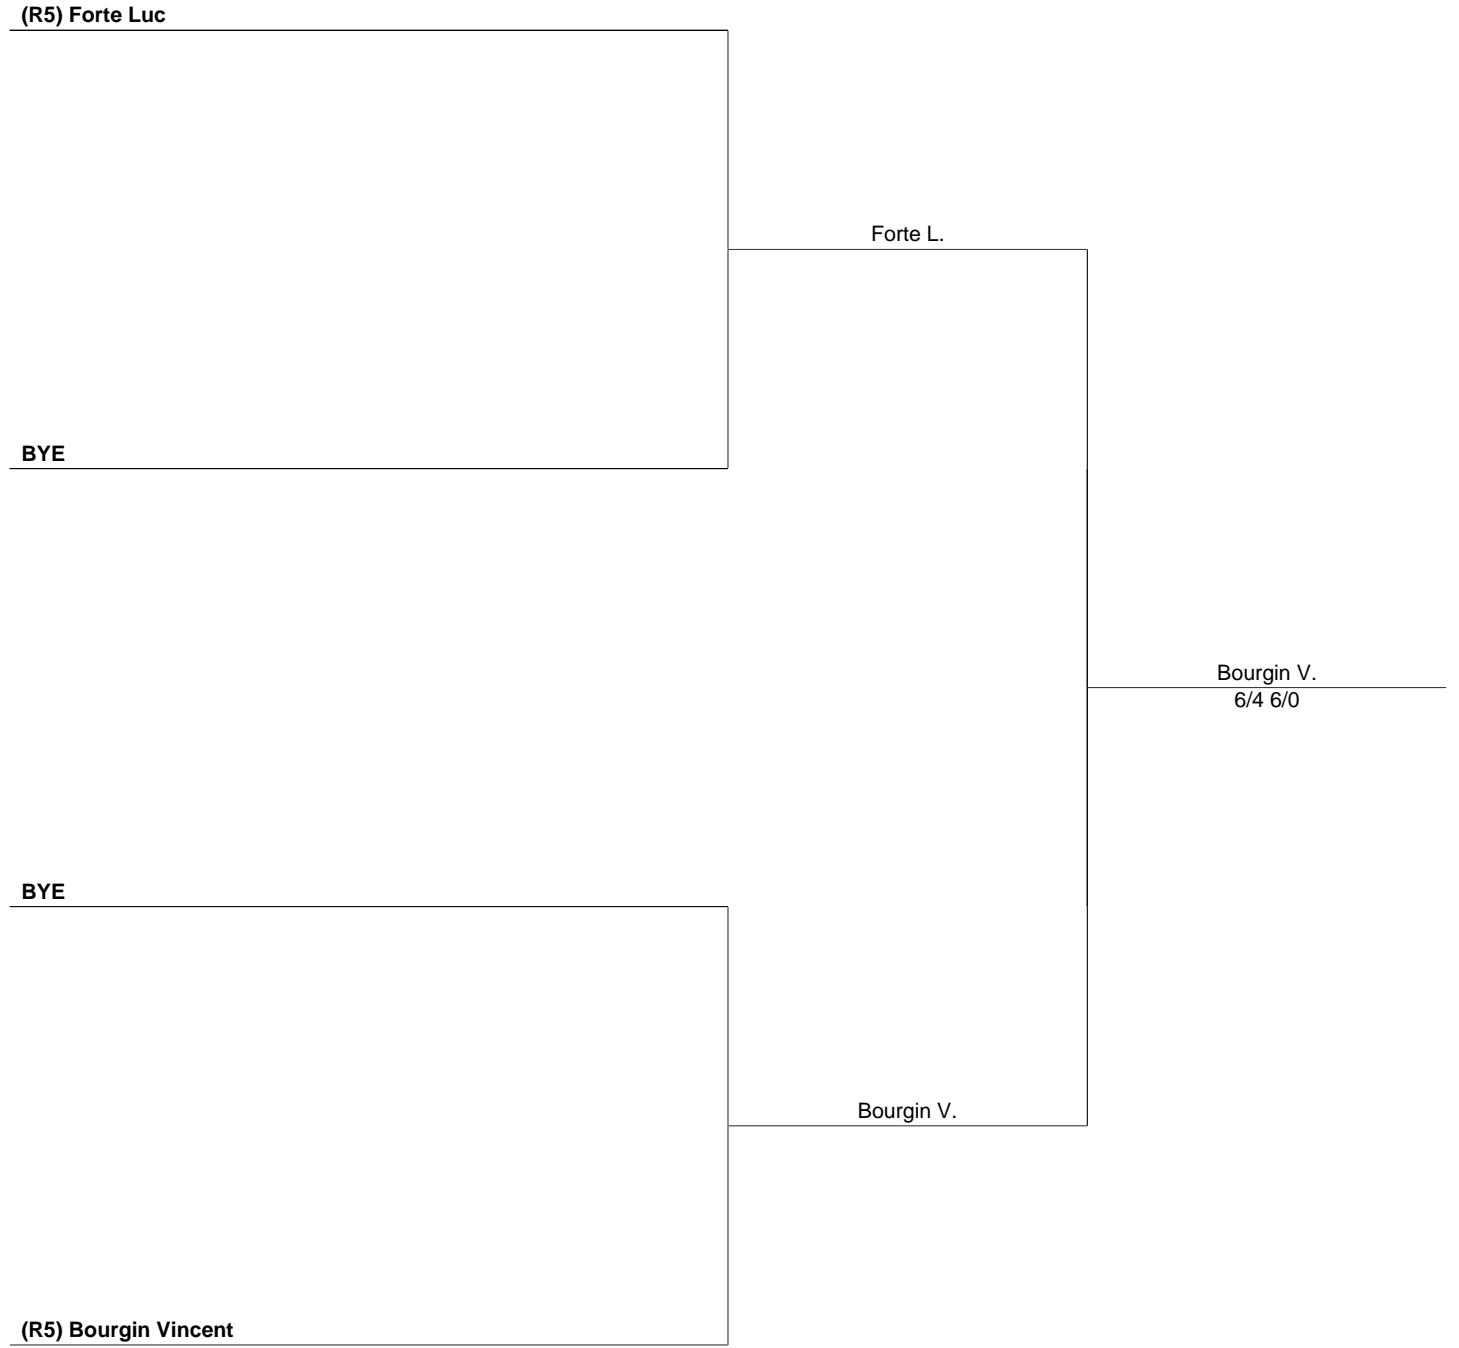 (R5) Forte Luc
Forte L.
BYE
Bourgin V.
6/4 6/0
BYE
Bourgin V.
(R5) Bourgin Vincent